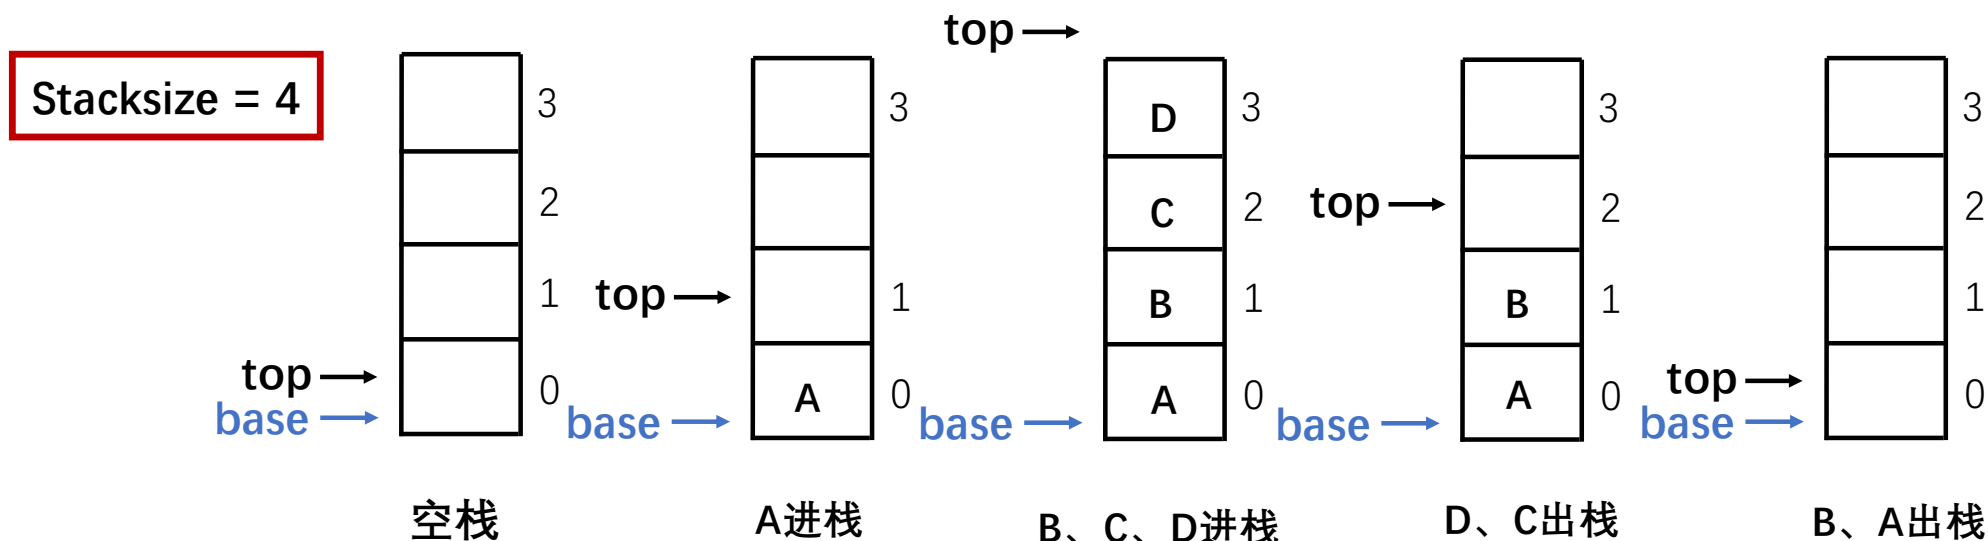 Stacksize = 4
3
2
1
0
top
base
空栈
3
1
0
top
A
base
A进栈
top
D
3
C
2
B
1
A
0
base
B、C、D进栈
3
top
2
B
1
A
0
base
D、C出栈
3
2
1
0
top
base
B、A出栈